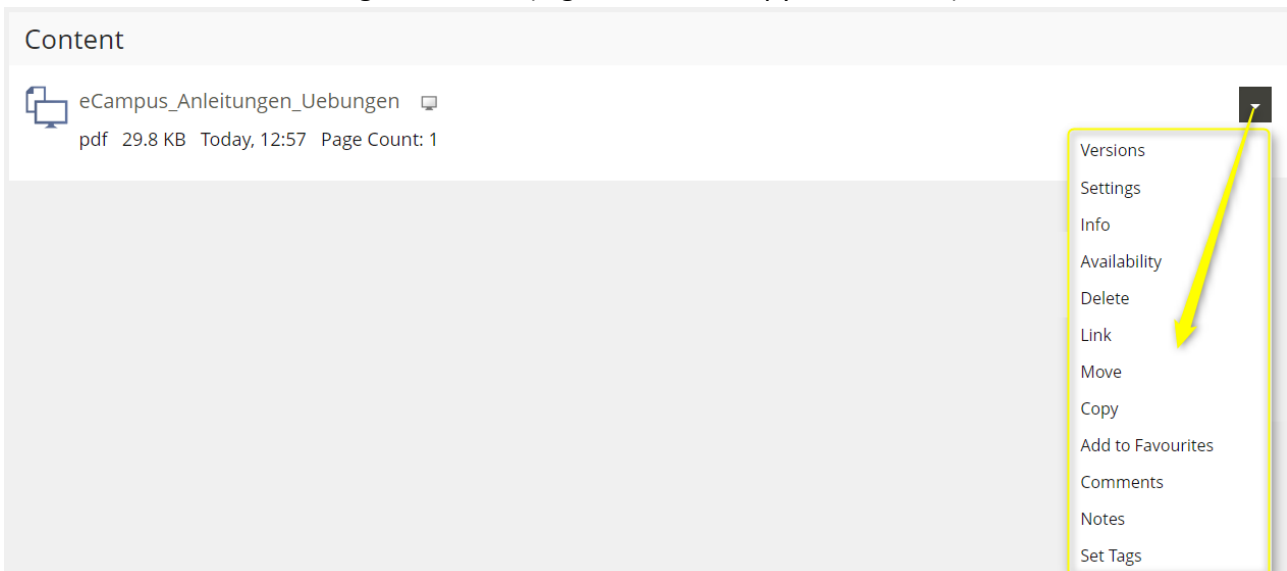 Content
eCampus_Anleitungen_Uebungen
pdf 29.8 KB Today, 12:57 Page Count: 1
Versions
Settings
Info
Availability
Delete
Link
Move
Copy
Add to Favourites
Comments
Notes
Set Tags